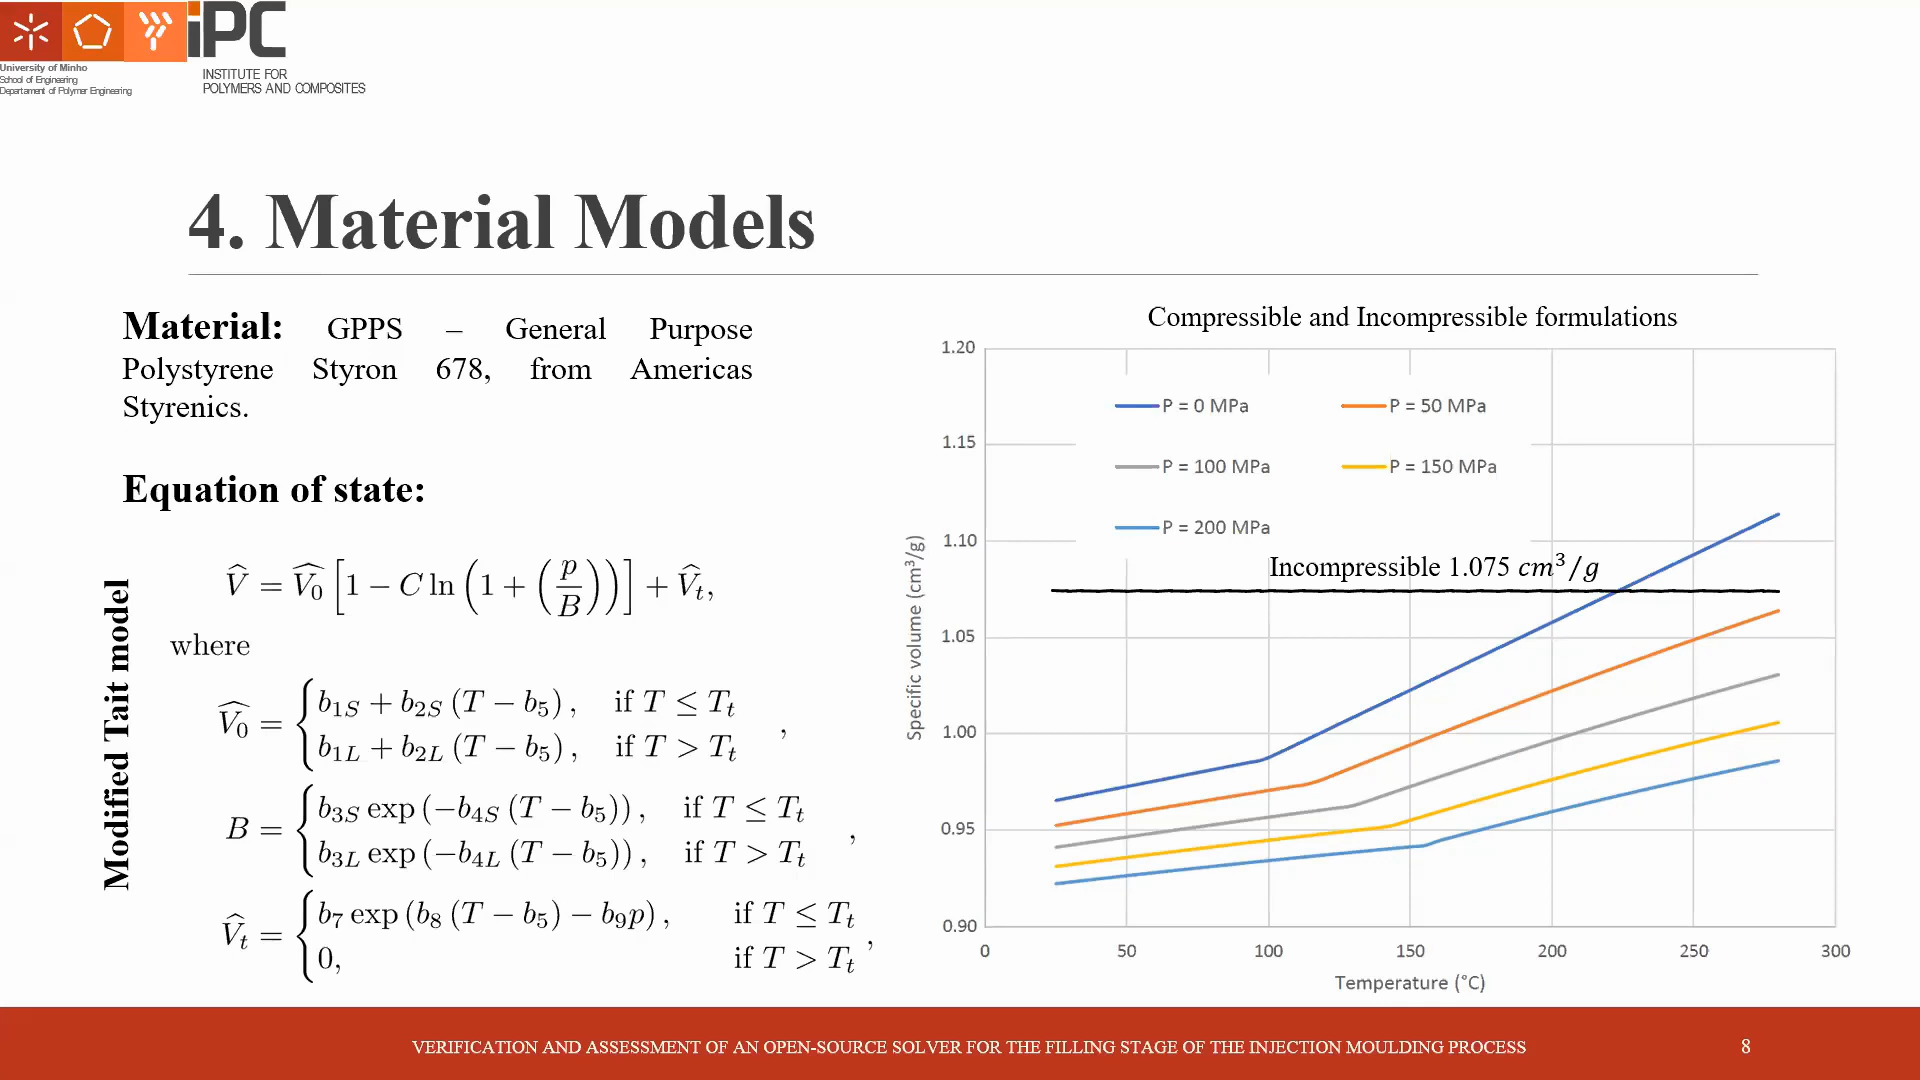 University of Minho
School of Engineering
Departament of Polymer Engineering
iPC
INSTITUTE FOR
POLYMERS AND COMPOSITES
4. Material Models
Material: GPPS – General Purpose
Polystyrene Styron 678, from Americas
Styrenics.
Equation of state:
Modified Tait model
V̂ = V̂₀ [1 − C ln (1 + (p/B))] + V̂ₜ,
where
V̂₀ = { b₁S + b₂S (T − b₅), if T ≤ Tₜ
b₁L + b₂L (T − b₅), if T > Tₜ ,
B = { b₃S exp (−b₄S (T − b₅)), if T ≤ Tₜ
b₃L exp (−b₄L (T − b₅)), if T > Tₜ ,
V̂ₜ = { b₇ exp (b₈ (T − b₅) − b₉p), if T ≤ Tₜ
0, if T > Tₜ ,
Compressible and Incompressible formulations
1.20
1.15
1.10
1.05
1.00
0.95
0.90
Specific volume (cm³/g)
P = 0 MPa P = 50 MPa
P = 100 MPa P = 150 MPa
P = 200 MPa
Incompressible 1.075 cm³/g
0 50 100 150 200 250 300
Temperature (°C)
VERIFICATION AND ASSESSMENT OF AN OPEN-SOURCE SOLVER FOR THE FILLING STAGE OF THE INJECTION MOULDING PROCESS
8